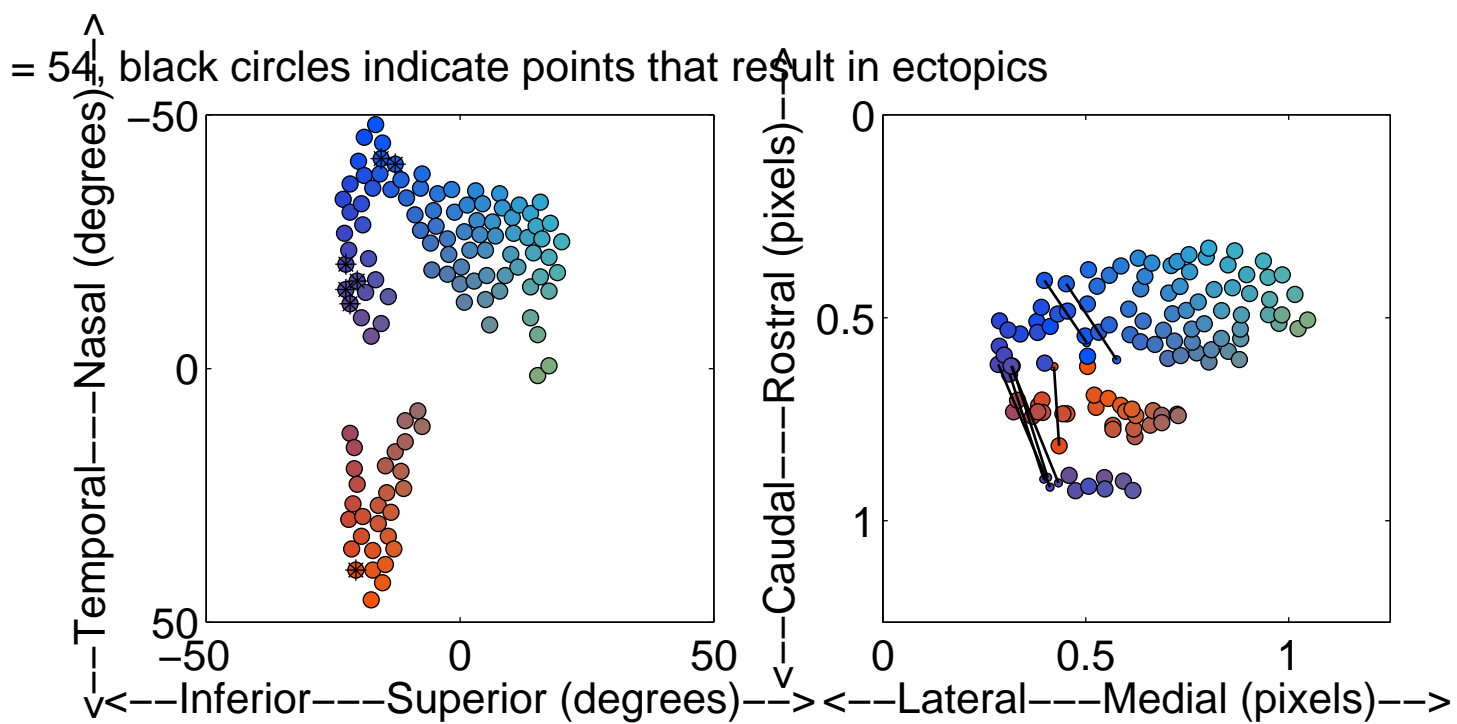 = 54, black circles indicate points that result in ectopics
<−−Temporal−−−Nasal (degrees)−−>
−50
0
50
−50
0
50
<−−Inferior−−−Superior (degrees)−−>
<−−Caudal−−−Rostral (pixels)−−>
0
0.5
1
0
0.5
1
<−−Lateral−−−Medial (pixels)−−>